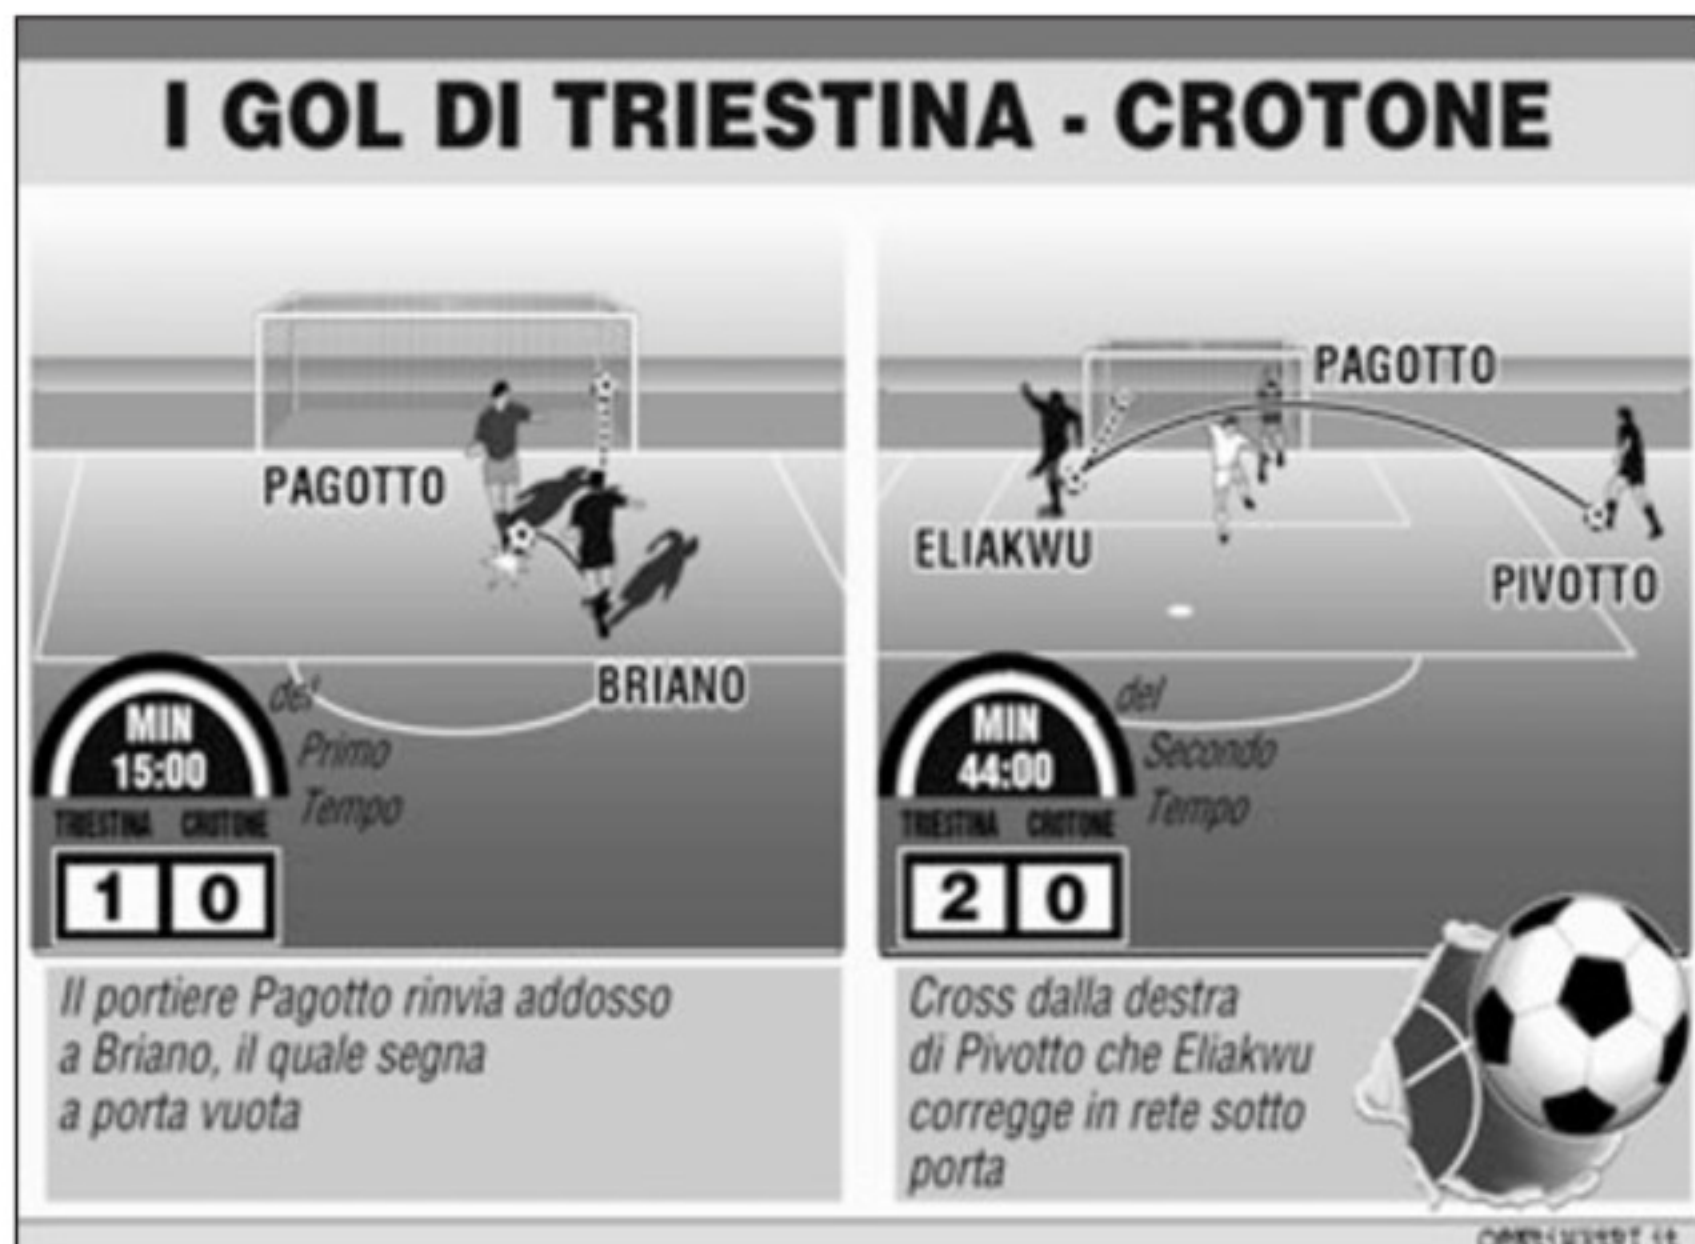 I GOL DI TRIESTINA - CROTONE
PAGOTTO
BRIANO
MIN
15:00
del
Primo
Tempo
TRIESTINA CROTONE
1 0
Il portiere Pagotto rinvia addosso
a Briano, il quale segna
a porta vuota
PAGOTTO
ELIAKWU
PIVOTTO
MIN
44:00
del
Secondo
Tempo
TRIESTINA CROTONE
2 0
Cross dalla destra
di Pivotto che Eliakwu
corregge in rete sotto
porta